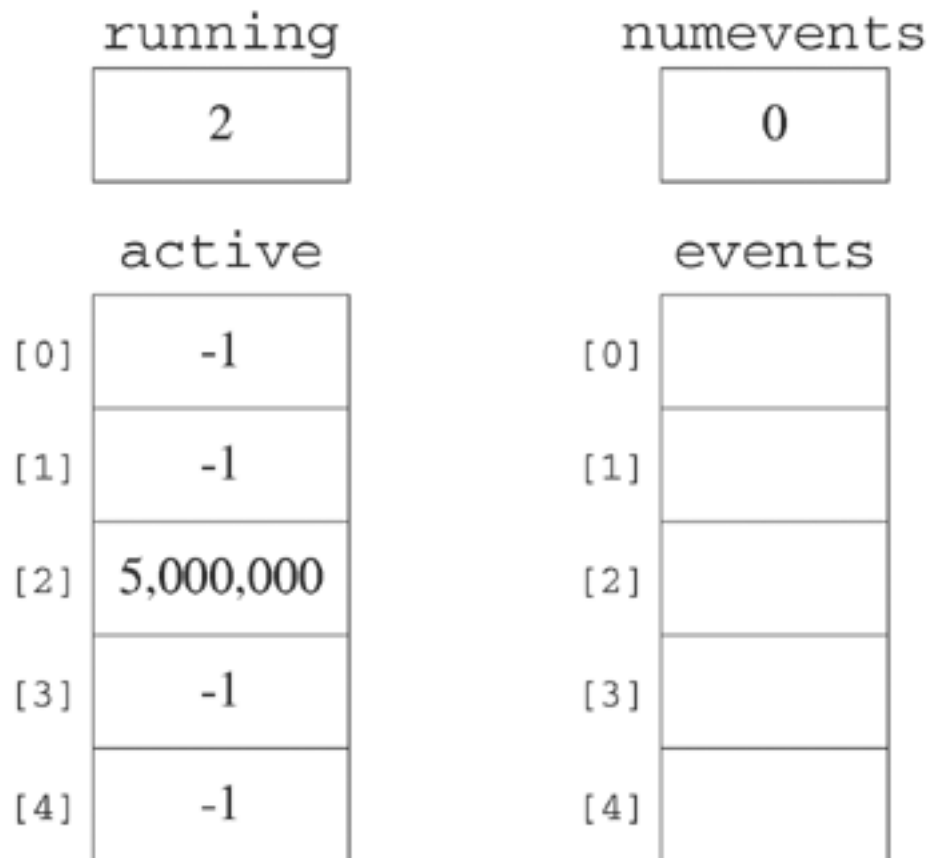 running numevents
2 0
active events
[0] -1 [0]
[1] -1 [1]
[2] 5,000,000 [2]
[3] -1 [3]
[4] -1 [4]